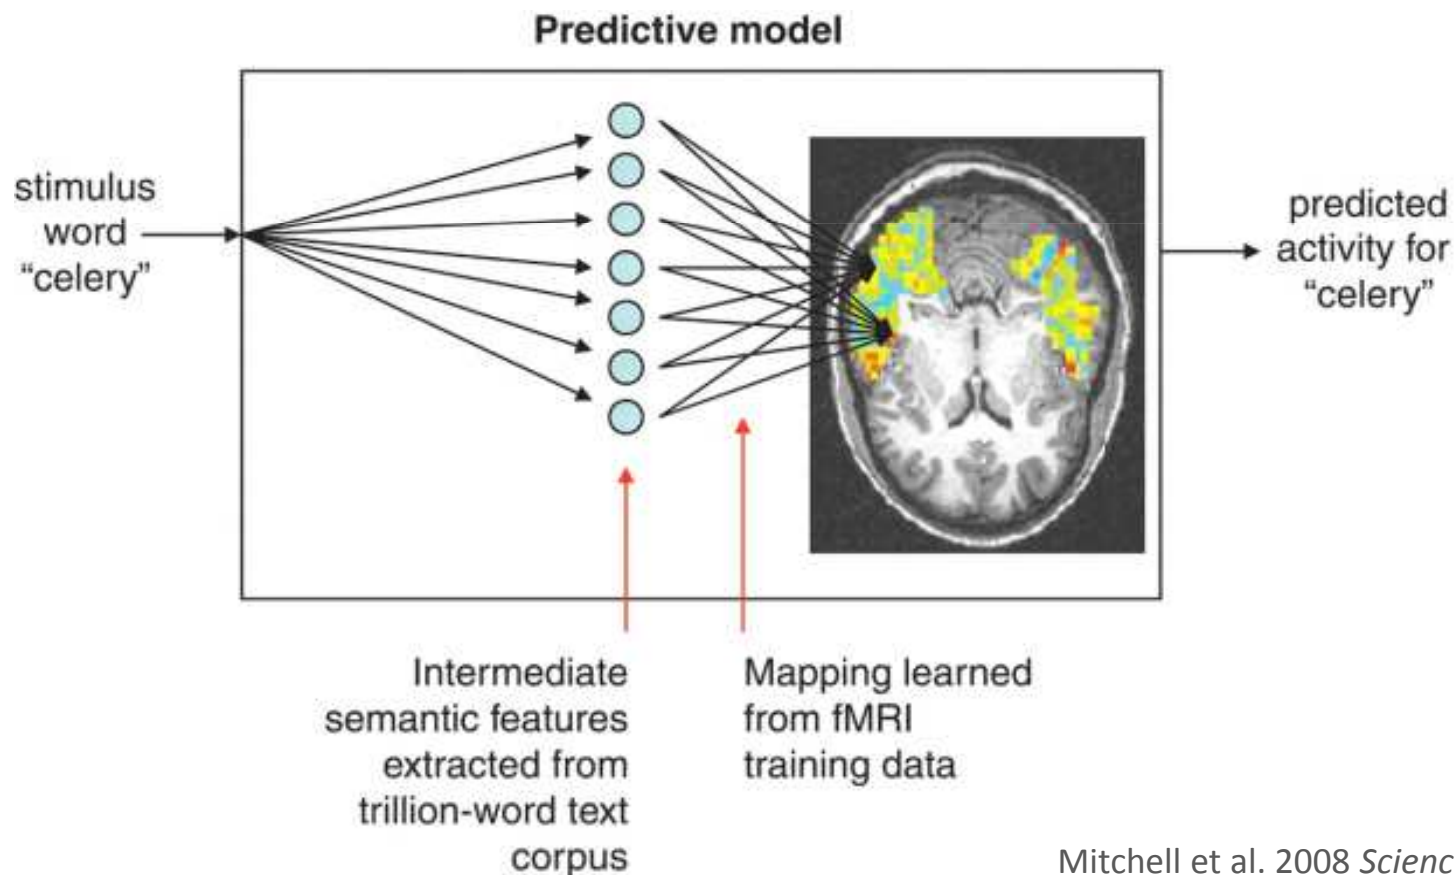 Predictive model
stimulus
word
“celery”
predicted
activity for
“celery”
Intermediate
semantic features
extracted from
trillion-word text
corpus
Mapping learned
from fMRI
training data
Mitchell et al. 2008 Scienc